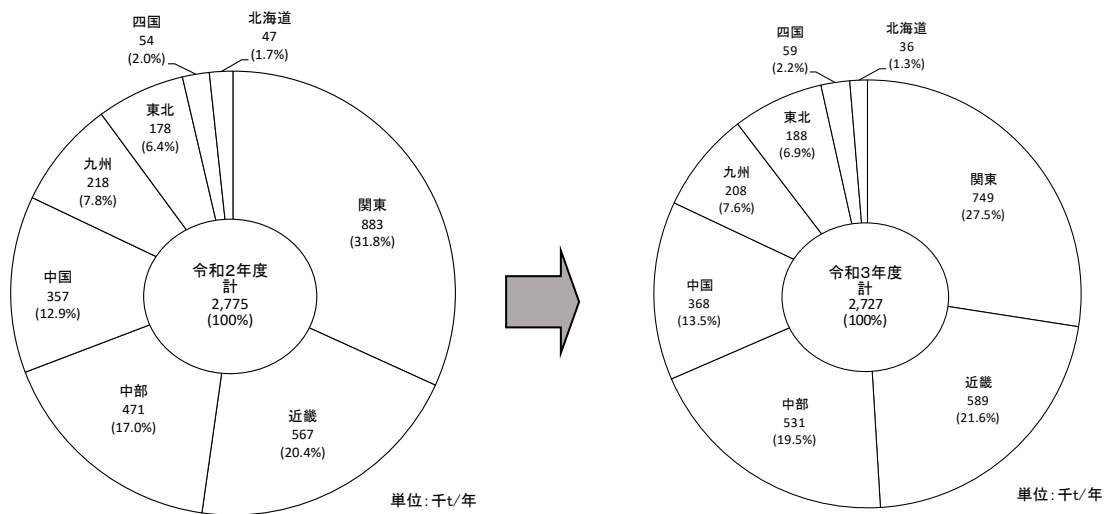 四国
54
(2.0%)
北海道
47
(1.7%)
東北
178
(6.4%)
九州
218
(7.8%)
関東
883
(31.8%)
中国
357
(12.9%)
令和2年度
計
2,775
(100%)
中部
471
(17.0%)
近畿
567
(20.4%)
単位：千t/年
四国
59
(2.2%)
北海道
36
(1.3%)
東北
188
(6.9%)
九州
208
(7.6%)
関東
749
(27.5%)
中国
368
(13.5%)
令和3年度
計
2,727
(100%)
中部
531
(19.5%)
近畿
589
(21.6%)
単位：千t/年